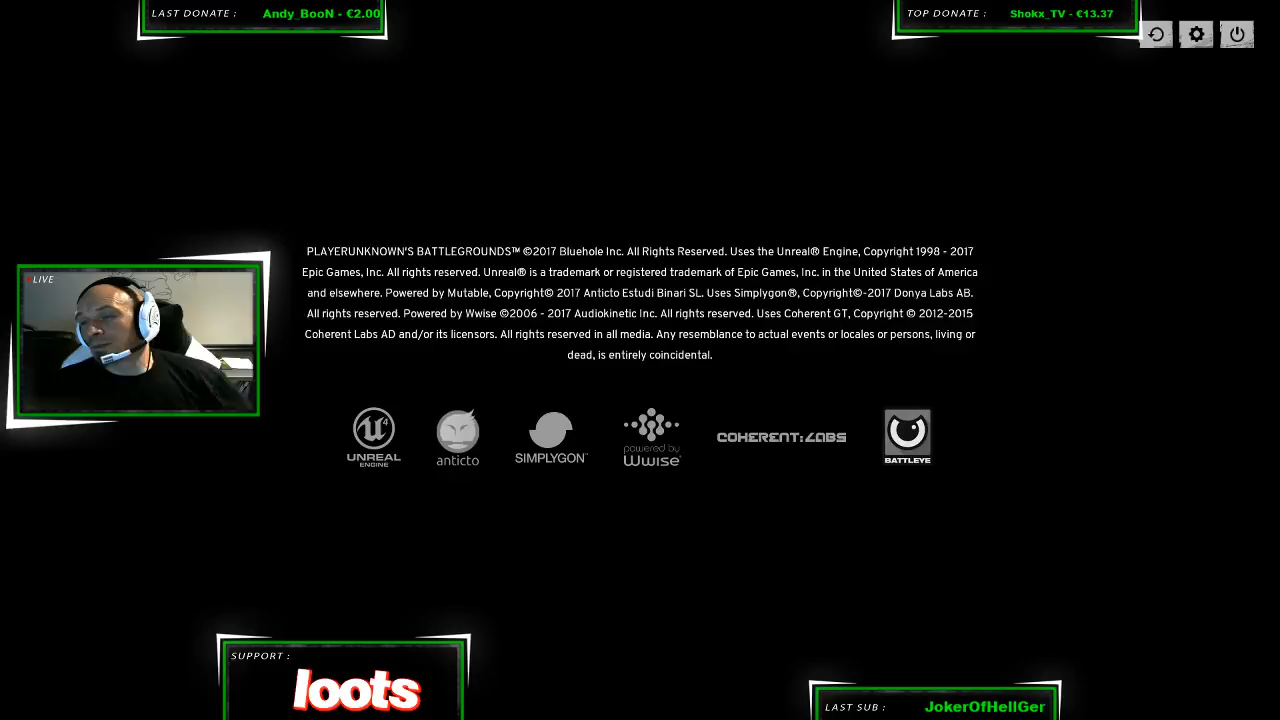 LAST DONATE : Andy_BooN - €2.00
TOP DONATE : Shokx_TV - €13.37
PLAYERUNKNOWN'S BATTLEGROUNDS™ ©2017 Bluehole Inc. All Rights Reserved. Uses the Unreal® Engine, Copyright 1998 - 2017
Epic Games, Inc. All rights reserved. Unreal® is a trademark or registered trademark of Epic Games, Inc. in the United States of America
and elsewhere. Powered by Mutable, Copyright© 2017 Anticto Estudi Binari SL. Uses Simplygon®, Copyright©-2017 Donya Labs AB.
All rights reserved. Powered by Wwise ©2006 - 2017 Audiokinetic Inc. All rights reserved. Uses Coherent GT, Copyright © 2012-2015
Coherent Labs AD and/or its licensors. All rights reserved in all media. Any resemblance to actual events or locales or persons, living or
dead, is entirely coincidental.
LIVE
4
UNREAL
ENGINE
anticto
SIMPLYGON™
powered by
Wwise
COHERENT:LABS
BATTLEYE
SUPPORT :
loots
LAST SUB : JokerOfHellGer